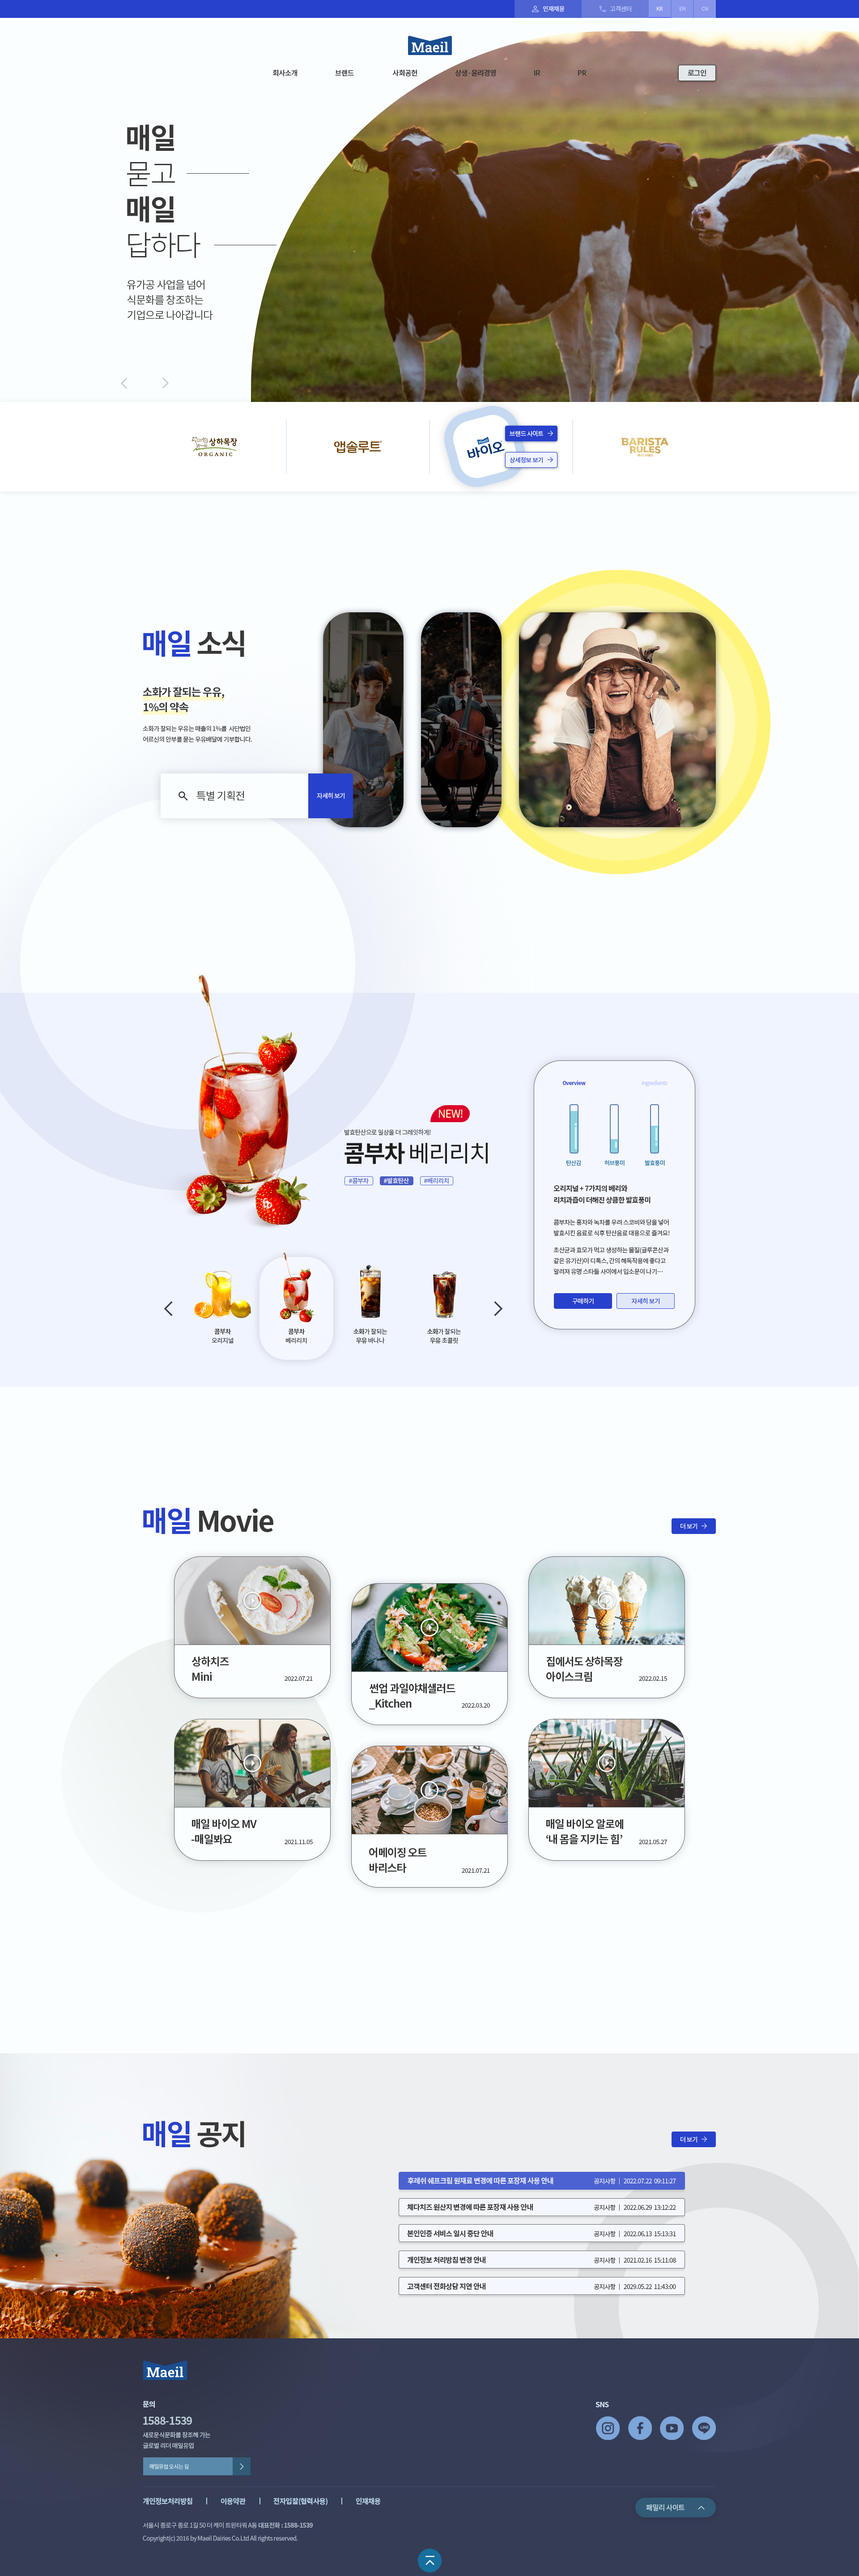 인재채용
고객센터
KR
EN
CN
Maeil
회사소개
브랜드
사회공헌
상생·윤리경영
IR
PR
로그인
매일
묻고
매일
답하다
유가공 사업을 넘어
식문화를 창조하는
기업으로 나아갑니다
상하목장
ORGANIC
앱솔루트
바이오
브랜드 사이트
상세정보 보기
BARISTA
RULES
매일 소식
소화가 잘되는 우유,
1%의 약속
소화가 잘되는 우유는 매출의 1%를 사단법인
어르신의 안부를 묻는 우유배달에 기부합니다.
특별 기획전
자세히 보기
NEW!
발효탄산으로 일상을 더 그레잇하게!
콤부차 베리리치
#콤부차
#발효탄산
#베리리치
콤부차
오리지널
콤부차
베리리치
소화가 잘되는
우유 바나나
소화가 잘되는
우유 초콜릿
Overview
Ingredients
탄산감
허브풍미
발효풍미
오리지널 + 7가지의 베리와
리치과즙이 더해진 상큼한 발효풍미
콤부차는 홍차와 녹차를 우려 스코비와 당을 넣어
발효시킨 음료로 식후 탄산음료 대용으로 즐겨요!
초산균과 효모가 먹고 생성하는 물질(글루콘산과
같은 유기산)이 디톡스, 간의 해독작용에 좋다고
알려져 유명 스타들 사이에서 입소문이 나기…
구매하기
자세히 보기
매일 Movie
더 보기
상하치즈
Mini
2022.07.21
썬업 과일야채샐러드
_Kitchen
2022.03.20
집에서도 상하목장
아이스크림
2022.02.15
매일 바이오 MV
-매일봐요
2021.11.05
어메이징 오트
바리스타
2021.07.21
매일 바이오 알로에
‘내 몸을 지키는 힘’
2021.05.27
매일 공지
더 보기
후레쉬 쉐프크림 원재료 변경에 따른 포장재 사용 안내
공지사항 | 2022.07.22 09:11:27
체다치즈 원산지 변경에 따른 포장재 사용 안내
공지사항 | 2022.06.29 13:12:22
본인인증 서비스 일시 중단 안내
공지사항 | 2022.06.13 15:13:31
개인정보 처리방침 변경 안내
공지사항 | 2021.02.16 15:11:08
고객센터 전화상담 지연 안내
공지사항 | 2029.05.22 11:43:00
Maeil
문의
1588-1539
새로운식문화를 창조해 가는
글로벌 리더 매일유업
매일유업 오시는 길
SNS
개인정보처리방침 | 이용약관 | 전자입찰(협력사용) | 인재채용
패밀리 사이트
서울시 종로구 종로 1길 50 더 케이 트윈타워 A동 대표전화 : 1588-1539
Copyright(c) 2016 by Maeil Dairies Co.Ltd All rights reserved.